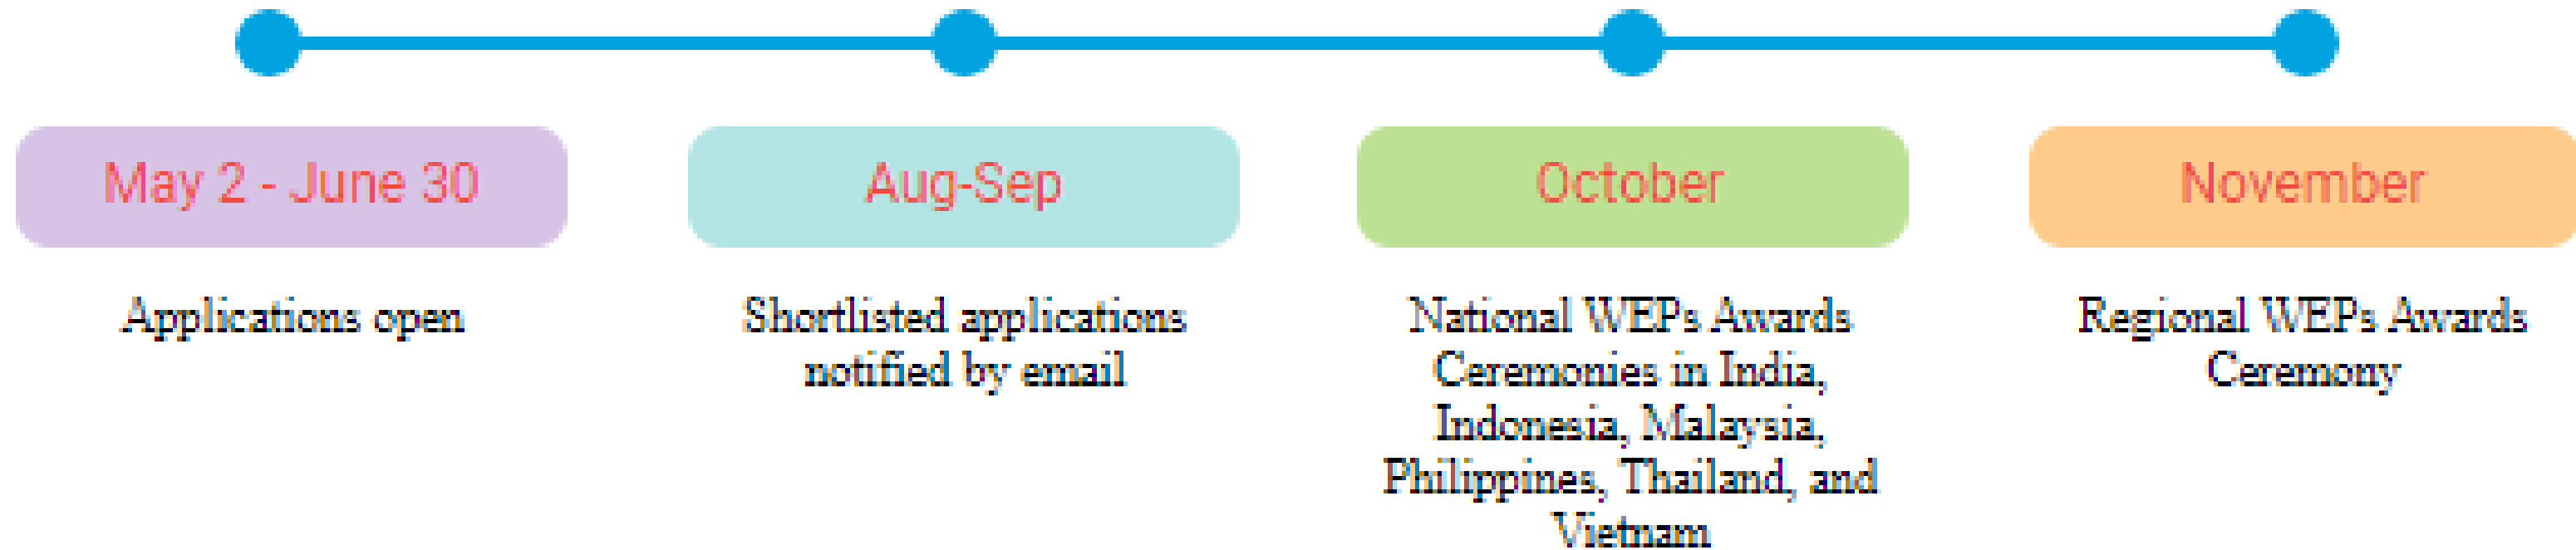 May 2 - June 30
Applications open
Aug-Sep
Shortlisted applications
notified by email
October
National WEPs Awards
Ceremonies in India,
Indonesia, Malaysia,
Philippines, Thailand, and
Vietnam
November
Regional WEPs Awards
Ceremony